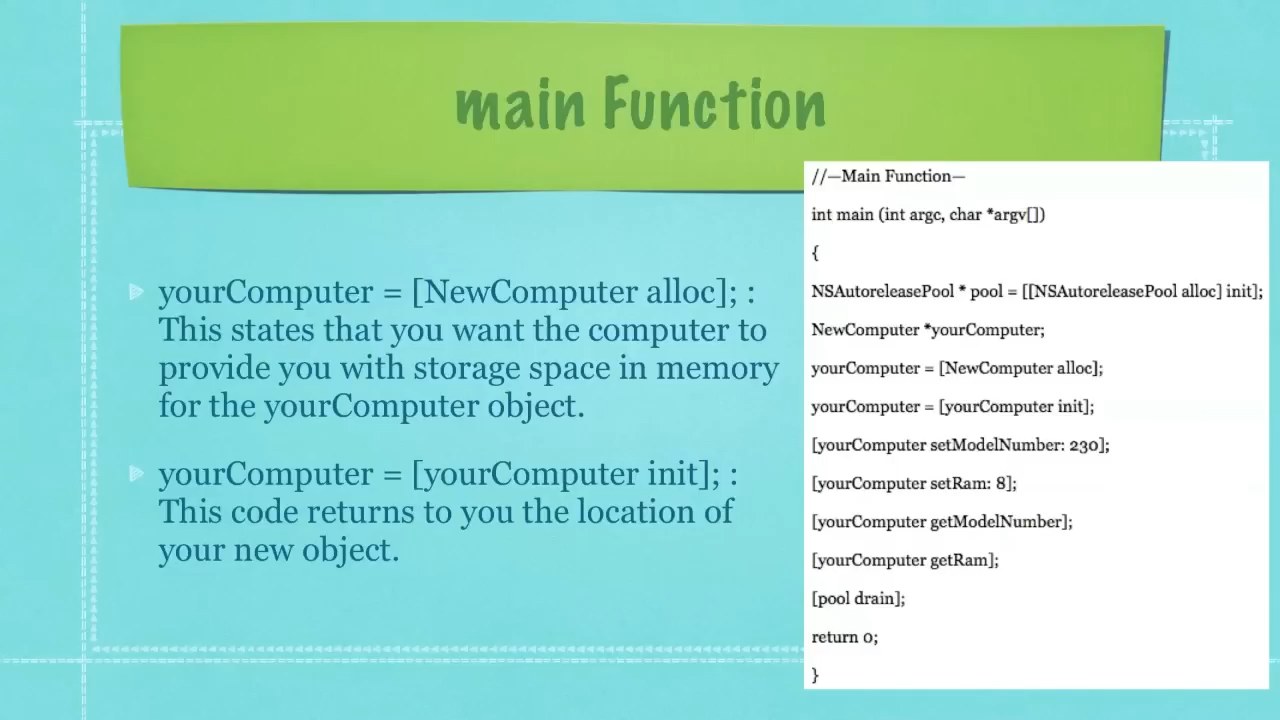 main Function
yourComputer = [NewComputer alloc]; :
This states that you want the computer to
provide you with storage space in memory
for the yourComputer object.
yourComputer = [yourComputer init]; :
This code returns to you the location of
your new object.
//—Main Function—
int main (int argc, char *argv[])
{
NSAutoreleasePool * pool = [[NSAutoreleasePool alloc] init];
NewComputer *yourComputer;
yourComputer = [NewComputer alloc];
yourComputer = [yourComputer init];
[yourComputer setModelNumber: 230];
[yourComputer setRam: 8];
[yourComputer getModelNumber];
[yourComputer getRam];
[pool drain];
return 0;
}